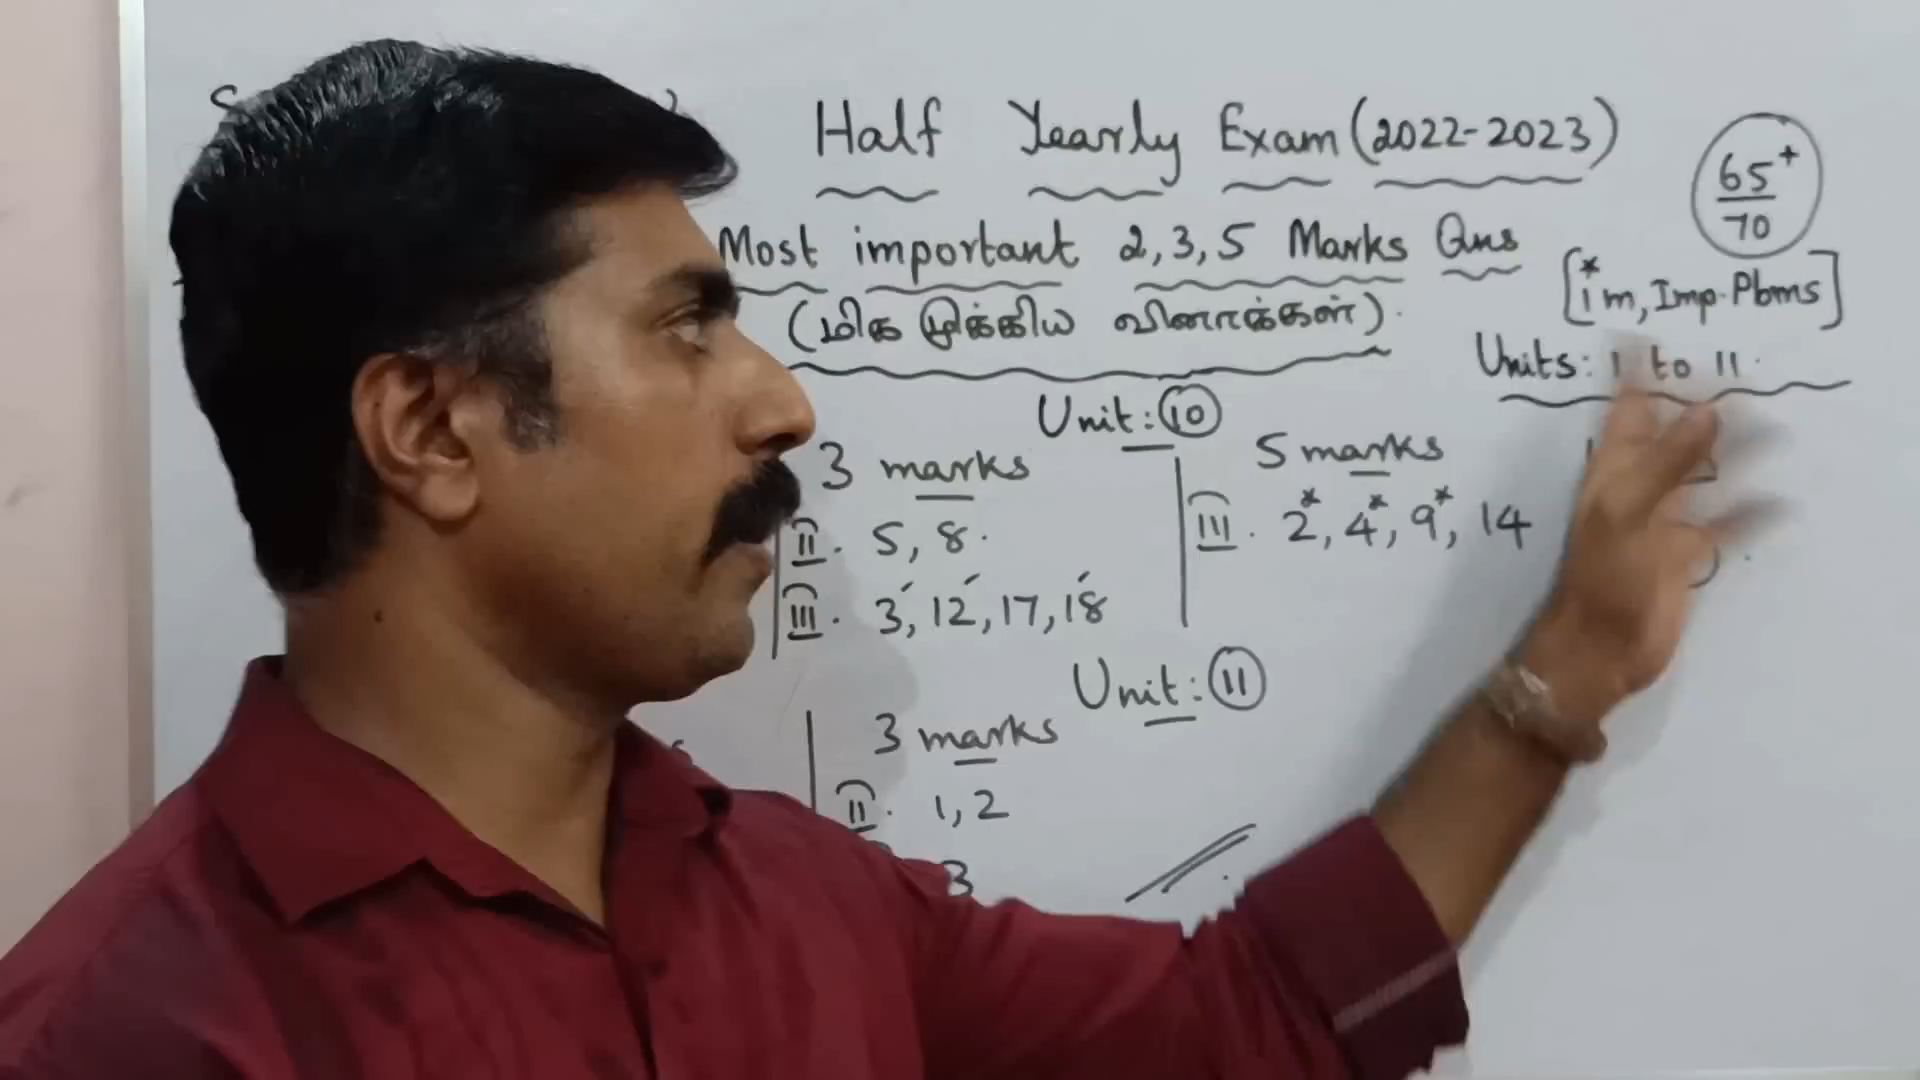 Half Yearly Exam (2022-2023)
65+
70
Most important 2, 3, 5 Marks Qns
[*1m, Imp. Pbms]
(மிக முக்கிய வினாக்கள்).
Units: 1 to 11.
Unit: 10
3 marks
5 marks
II. 5, 8.
III. 2*, 4*, 9*, 14
III. 3, 12, 17, 18
Unit: 11
3 marks
II. 1, 2
3